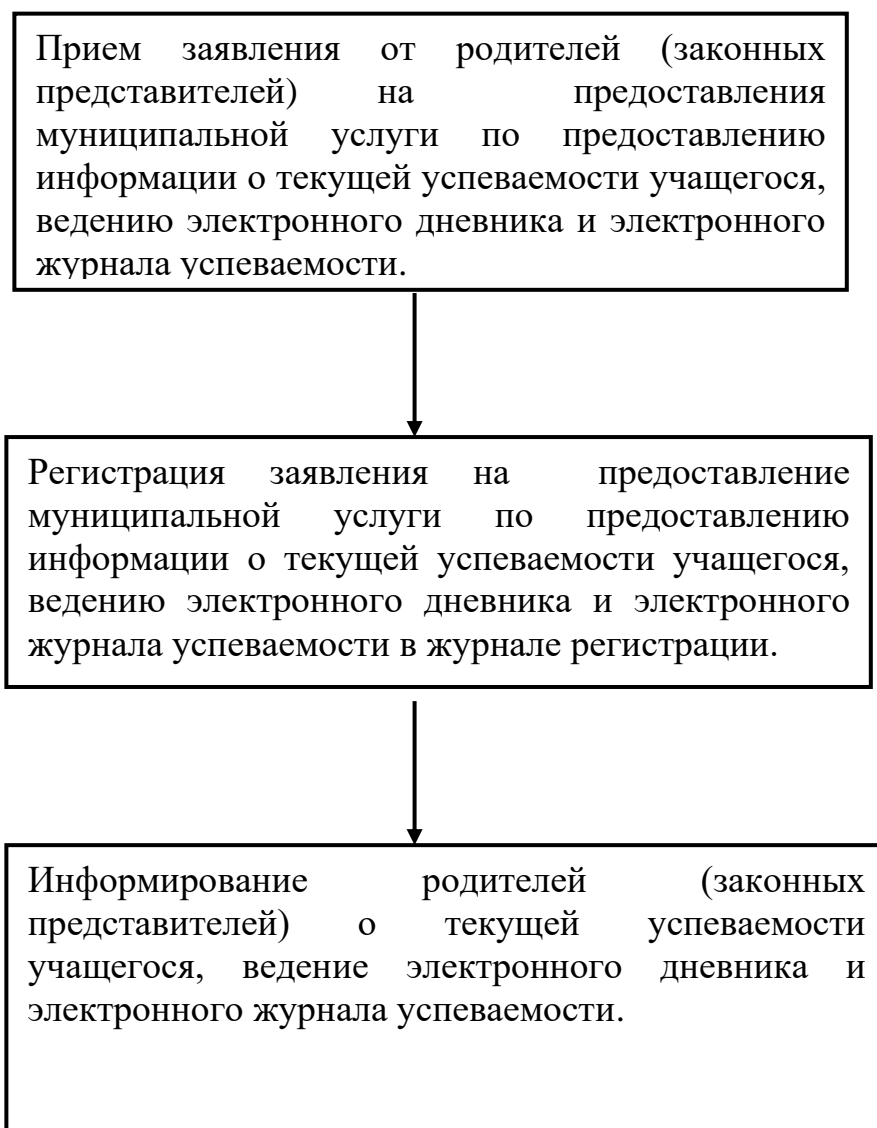 Прием заявления от родителей (законных
представителей) на предоставления
муниципальной услуги по предоставлению
информации о текущей успеваемости учащегося,
ведению электронного дневника и электронного
журнала успеваемости.
Регистрация заявления на предоставление
муниципальной услуги по предоставлению
информации о текущей успеваемости учащегося,
ведению электронного дневника и электронного
журнала успеваемости в журнале регистрации.
Информирование родителей (законных
представителей) о текущей успеваемости
учащегося, ведение электронного дневника и
электронного журнала успеваемости.